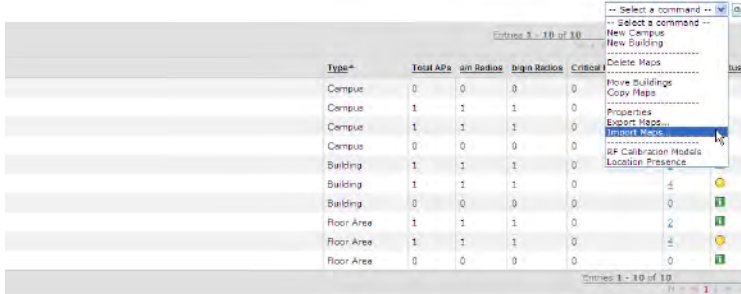 -- Select a command --
-- Select a command --
New Campus
New Building
Entries 1 - 10 of 10
Delete Maps
Move Buildings
Copy Maps
Properties
Export Maps...
Import Maps...
RF Calibration Models
Location Presence
Type Total APs a/n Radios b/g/n Radios Critical
Campus 0 0 0 0
Campus 1 1 1 0
Campus 1 1 1 0
Campus 0 0 0 0
Building 1 1 1 0
Building 1 1 1 0 4
Building 0 0 0 0 0
Floor Area 1 1 1 0 2
Floor Area 1 1 1 0 4
Floor Area 0 0 0 0 0
Entries 1 - 10 of 10
1